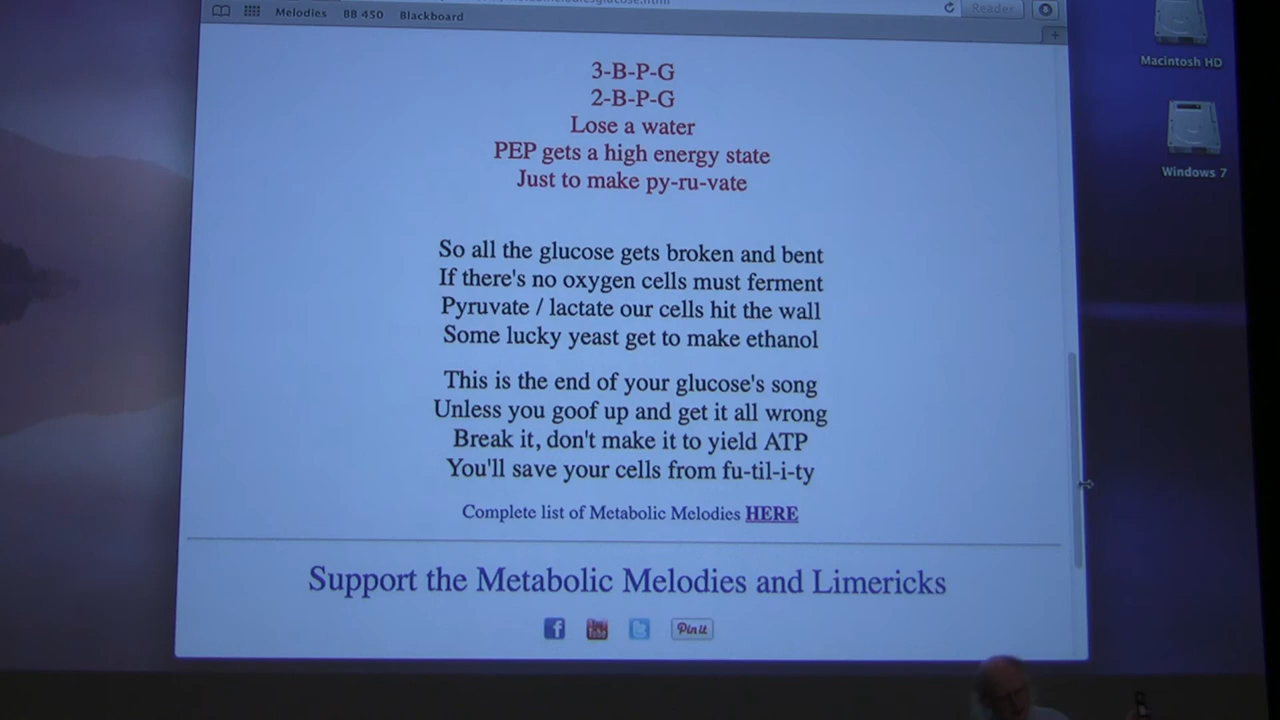 Melodies BB 450 Blackboard
Reader
Macintosh HD
Windows 7
3-B-P-G
2-B-P-G
Lose a water
PEP gets a high energy state
Just to make py-ru-vate
So all the glucose gets broken and bent
If there's no oxygen cells must ferment
Pyruvate / lactate our cells hit the wall
Some lucky yeast get to make ethanol
This is the end of your glucose's song
Unless you goof up and get it all wrong
Break it, don't make it to yield ATP
You'll save your cells from fu-til-i-ty
Complete list of Metabolic Melodies HERE
Support the Metabolic Melodies and Limericks
f
You Tube
t
Pin it